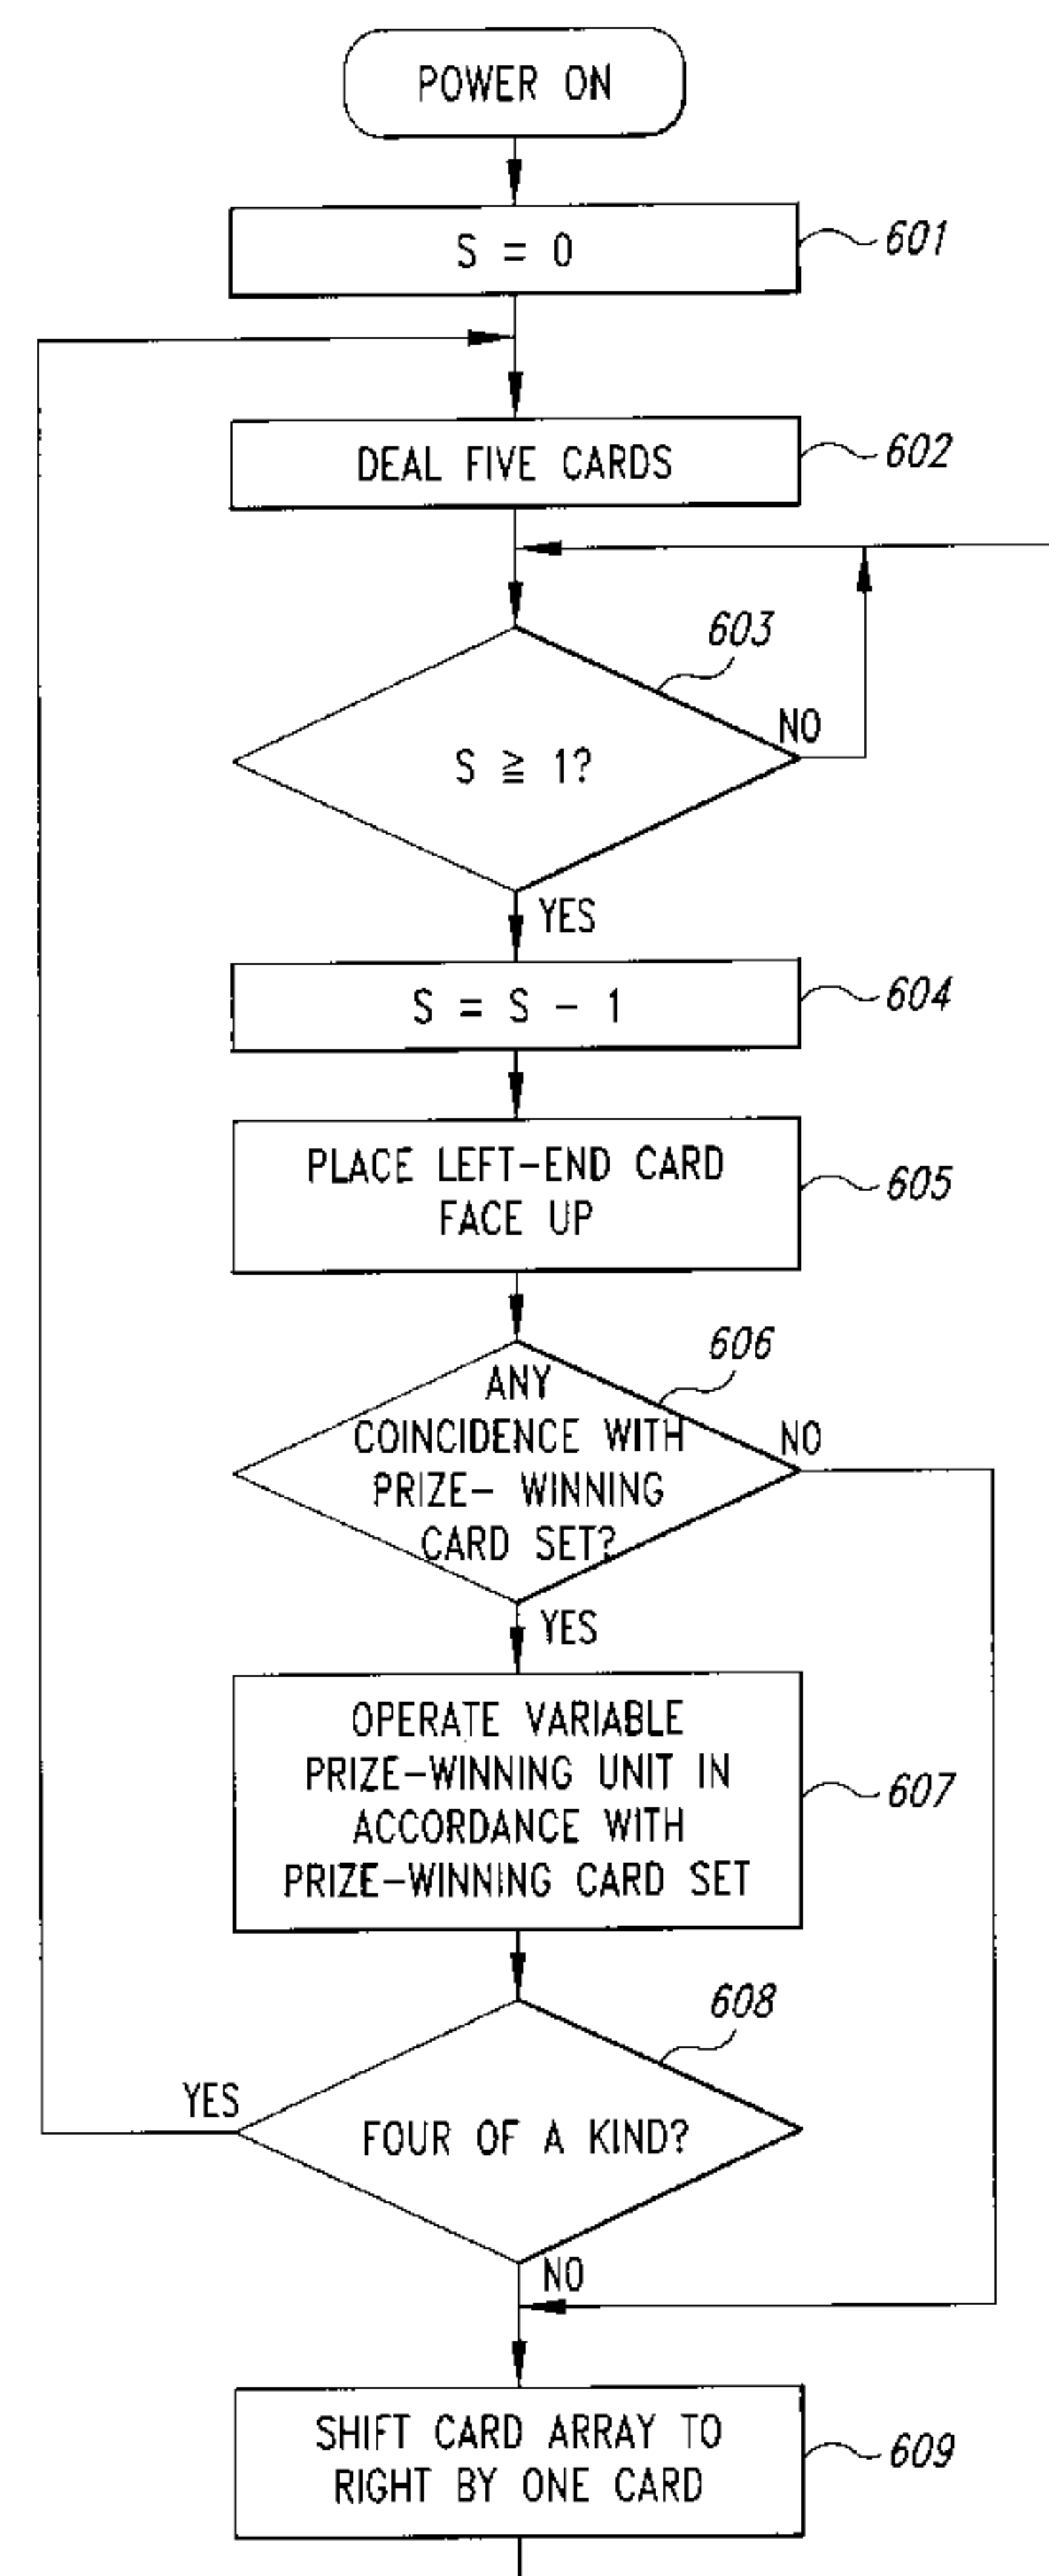 POWER ON
S = 0
601
DEAL FIVE CARDS
602
603
NO
S ≧ 1?
YES
S = S - 1
604
PLACE LEFT-END CARD
FACE UP
605
606
ANY
COINCIDENCE WITH
PRIZE- WINNING
CARD SET?
NO
YES
OPERATE VARIABLE
PRIZE-WINNING UNIT IN
ACCORDANCE WITH
PRIZE-WINNING CARD SET
607
608
YES
FOUR OF A KIND?
NO
SHIFT CARD ARRAY TO
RIGHT BY ONE CARD
609